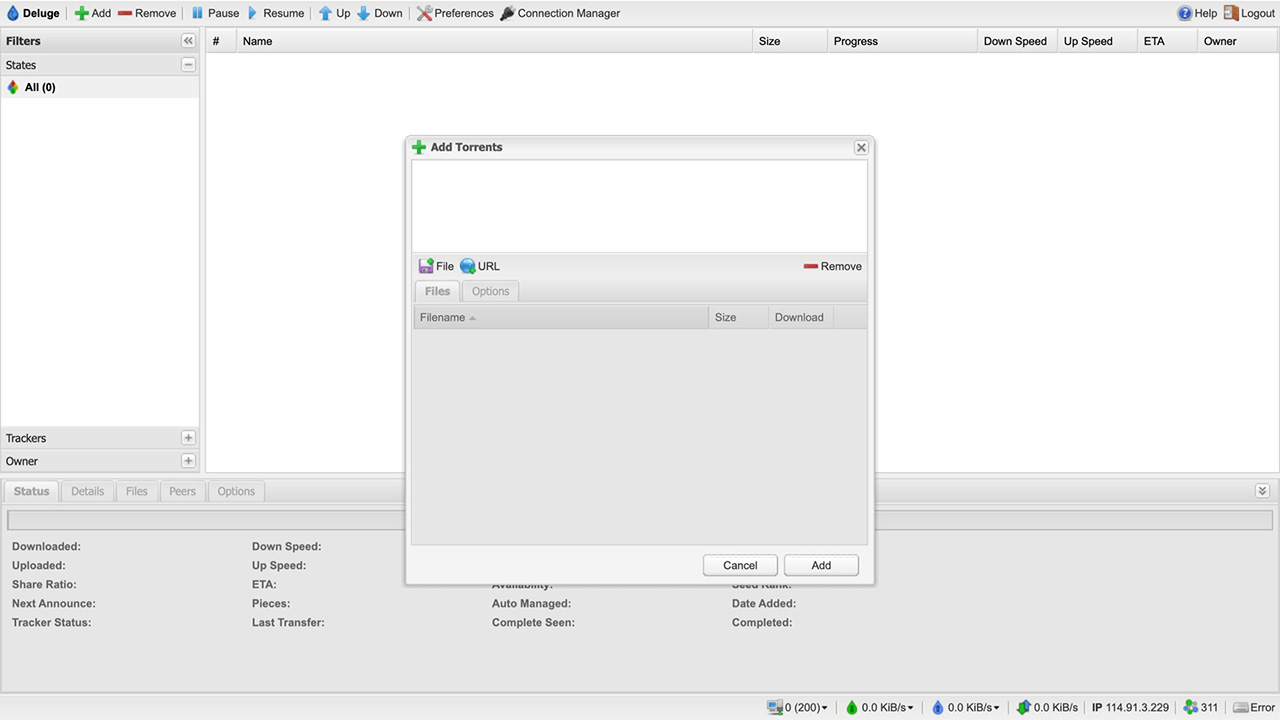 Deluge Add Remove Pause Resume Up Down Preferences Connection Manager Help Logout
Filters
# Name Size Progress Down Speed Up Speed ETA Owner
States
All (0)
Add Torrents
File URL Remove
Files Options
Filename Size Download
Trackers
Owner
Status Details Files Peers Options
Downloaded: Down Speed:
Uploaded: Up Speed:
Cancel Add
Share Ratio: ETA: Availability: Seed Rank:
Next Announce: Pieces: Auto Managed: Date Added:
Tracker Status: Last Transfer: Complete Seen: Completed:
0 (200) 0.0 KiB/s 0.0 KiB/s 0.0 KiB/s IP 114.91.3.229 311 Error